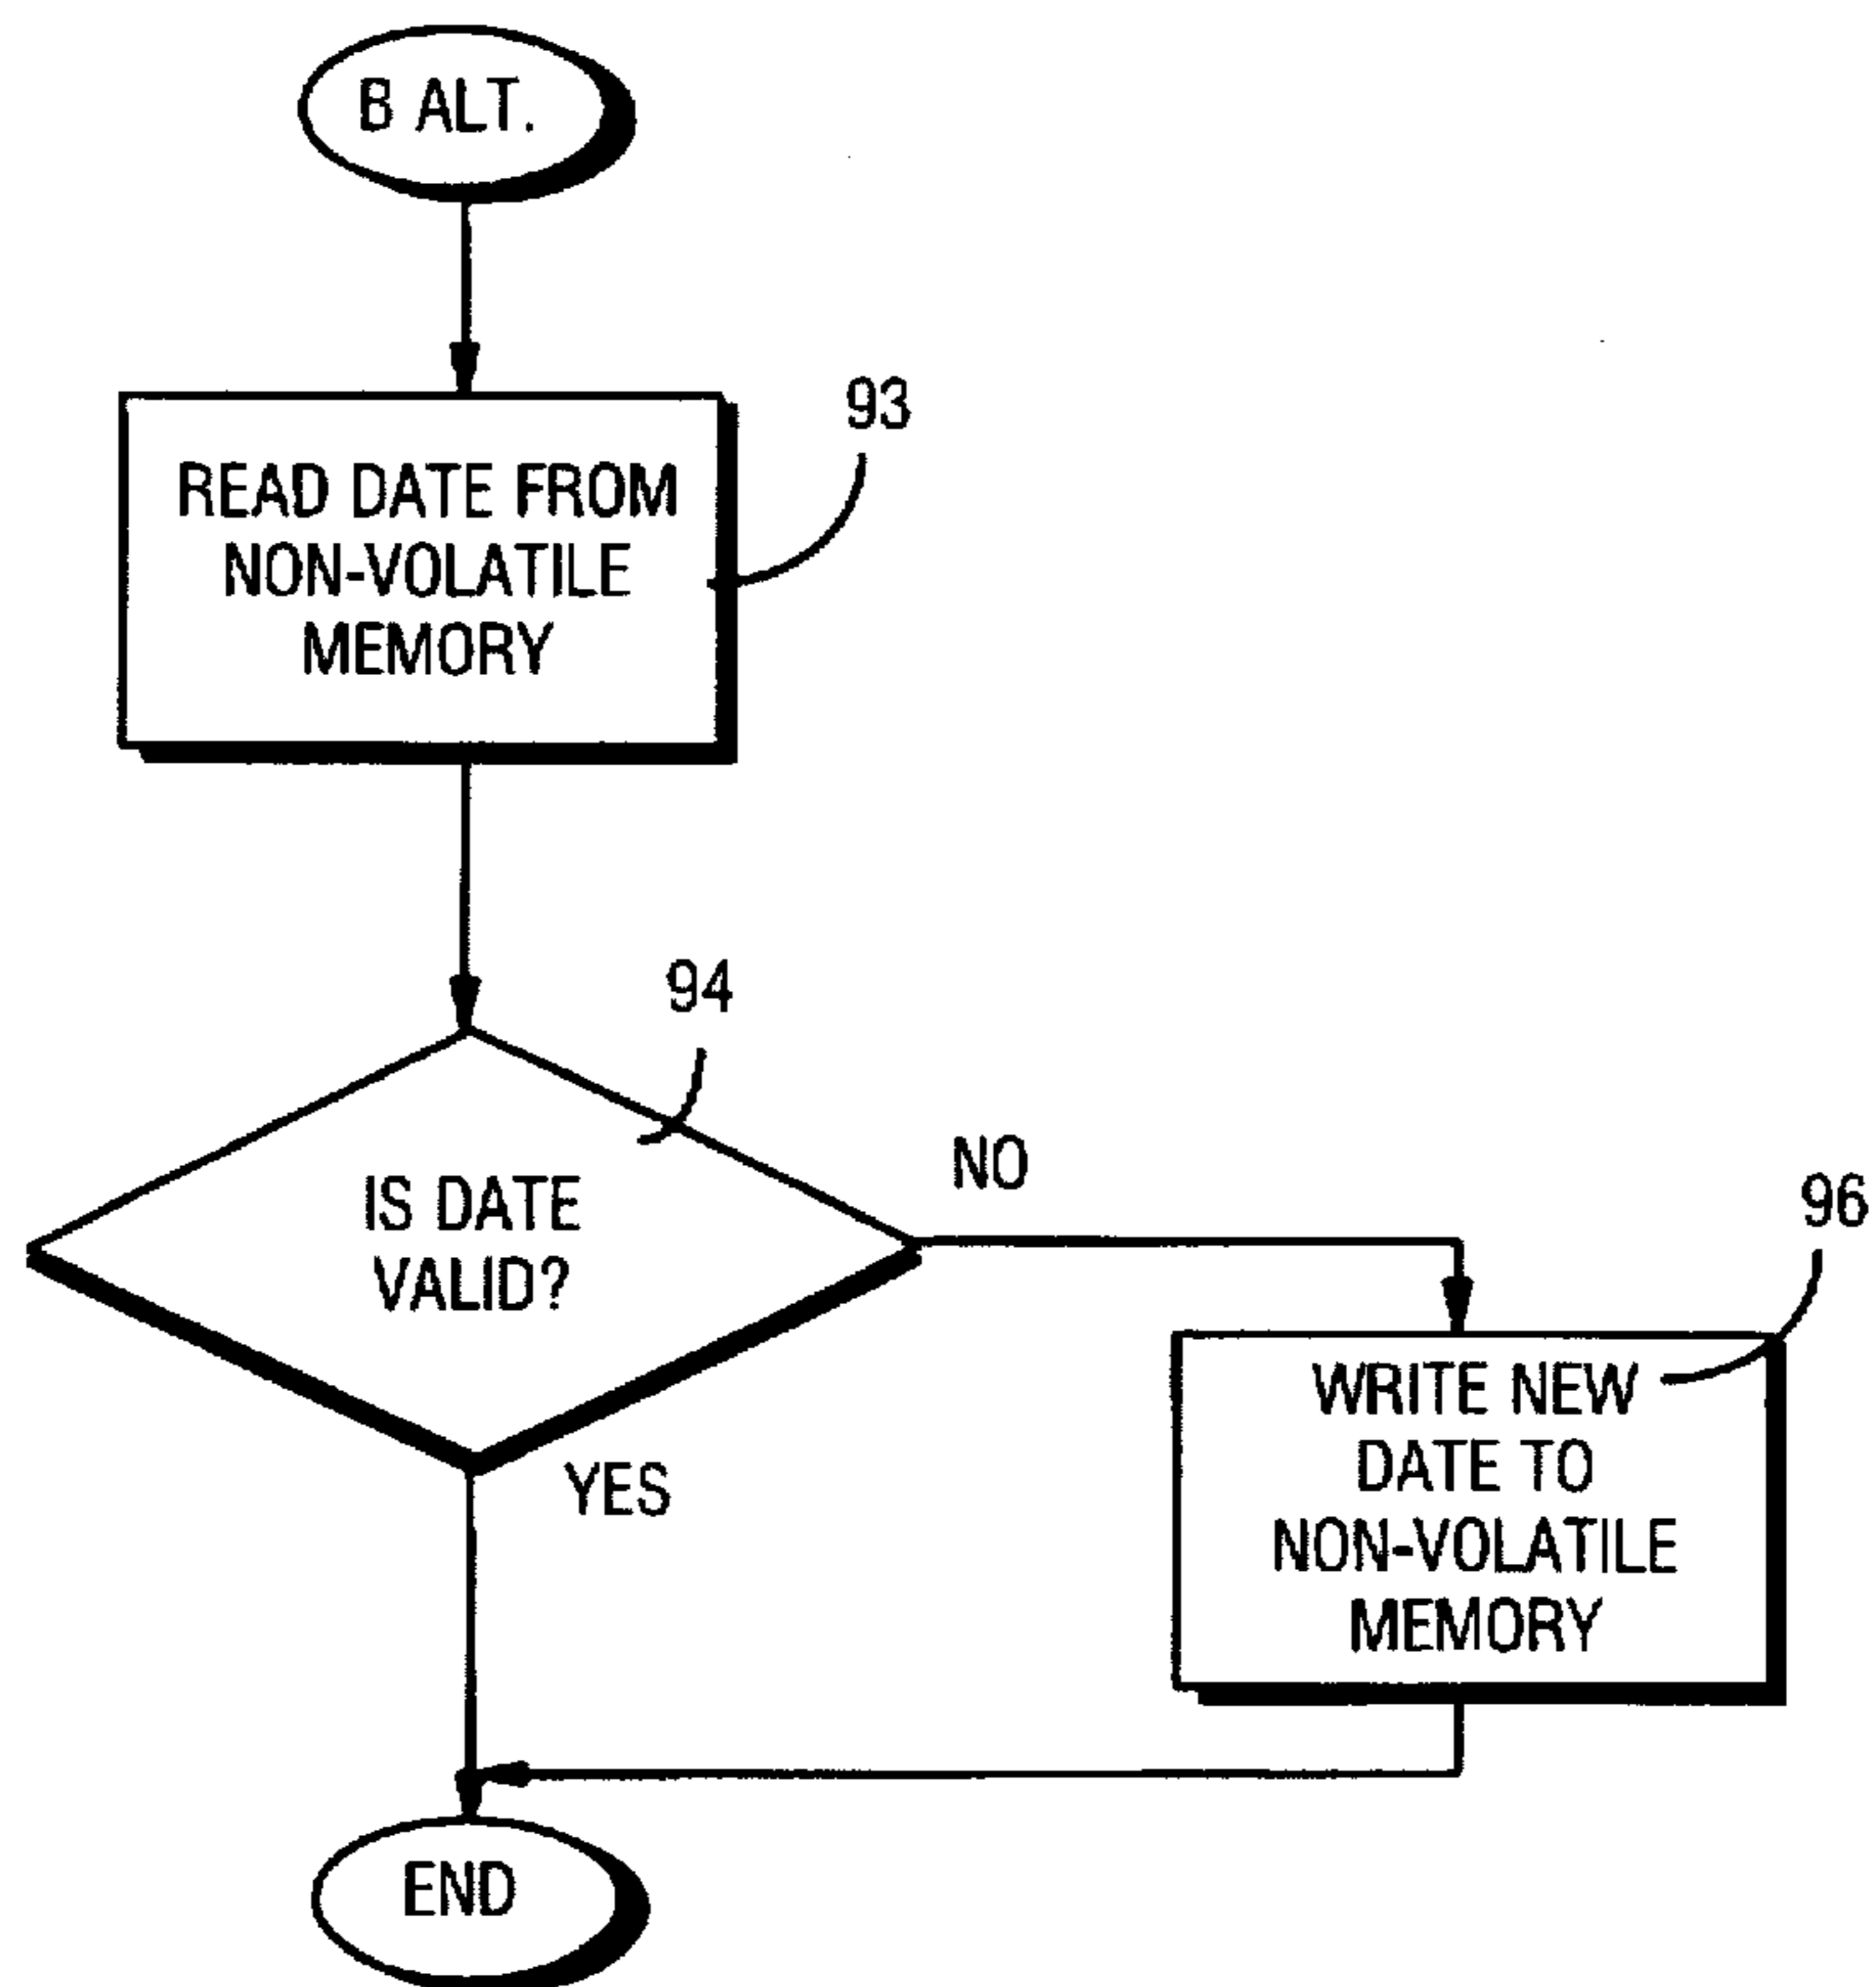 B ALT.
93
READ DATE FROM
NON-VOLATILE
MEMORY
94
IS DATE
VALID?
NO
YES
96
WRITE NEW
DATE TO
NON-VOLATILE
MEMORY
END